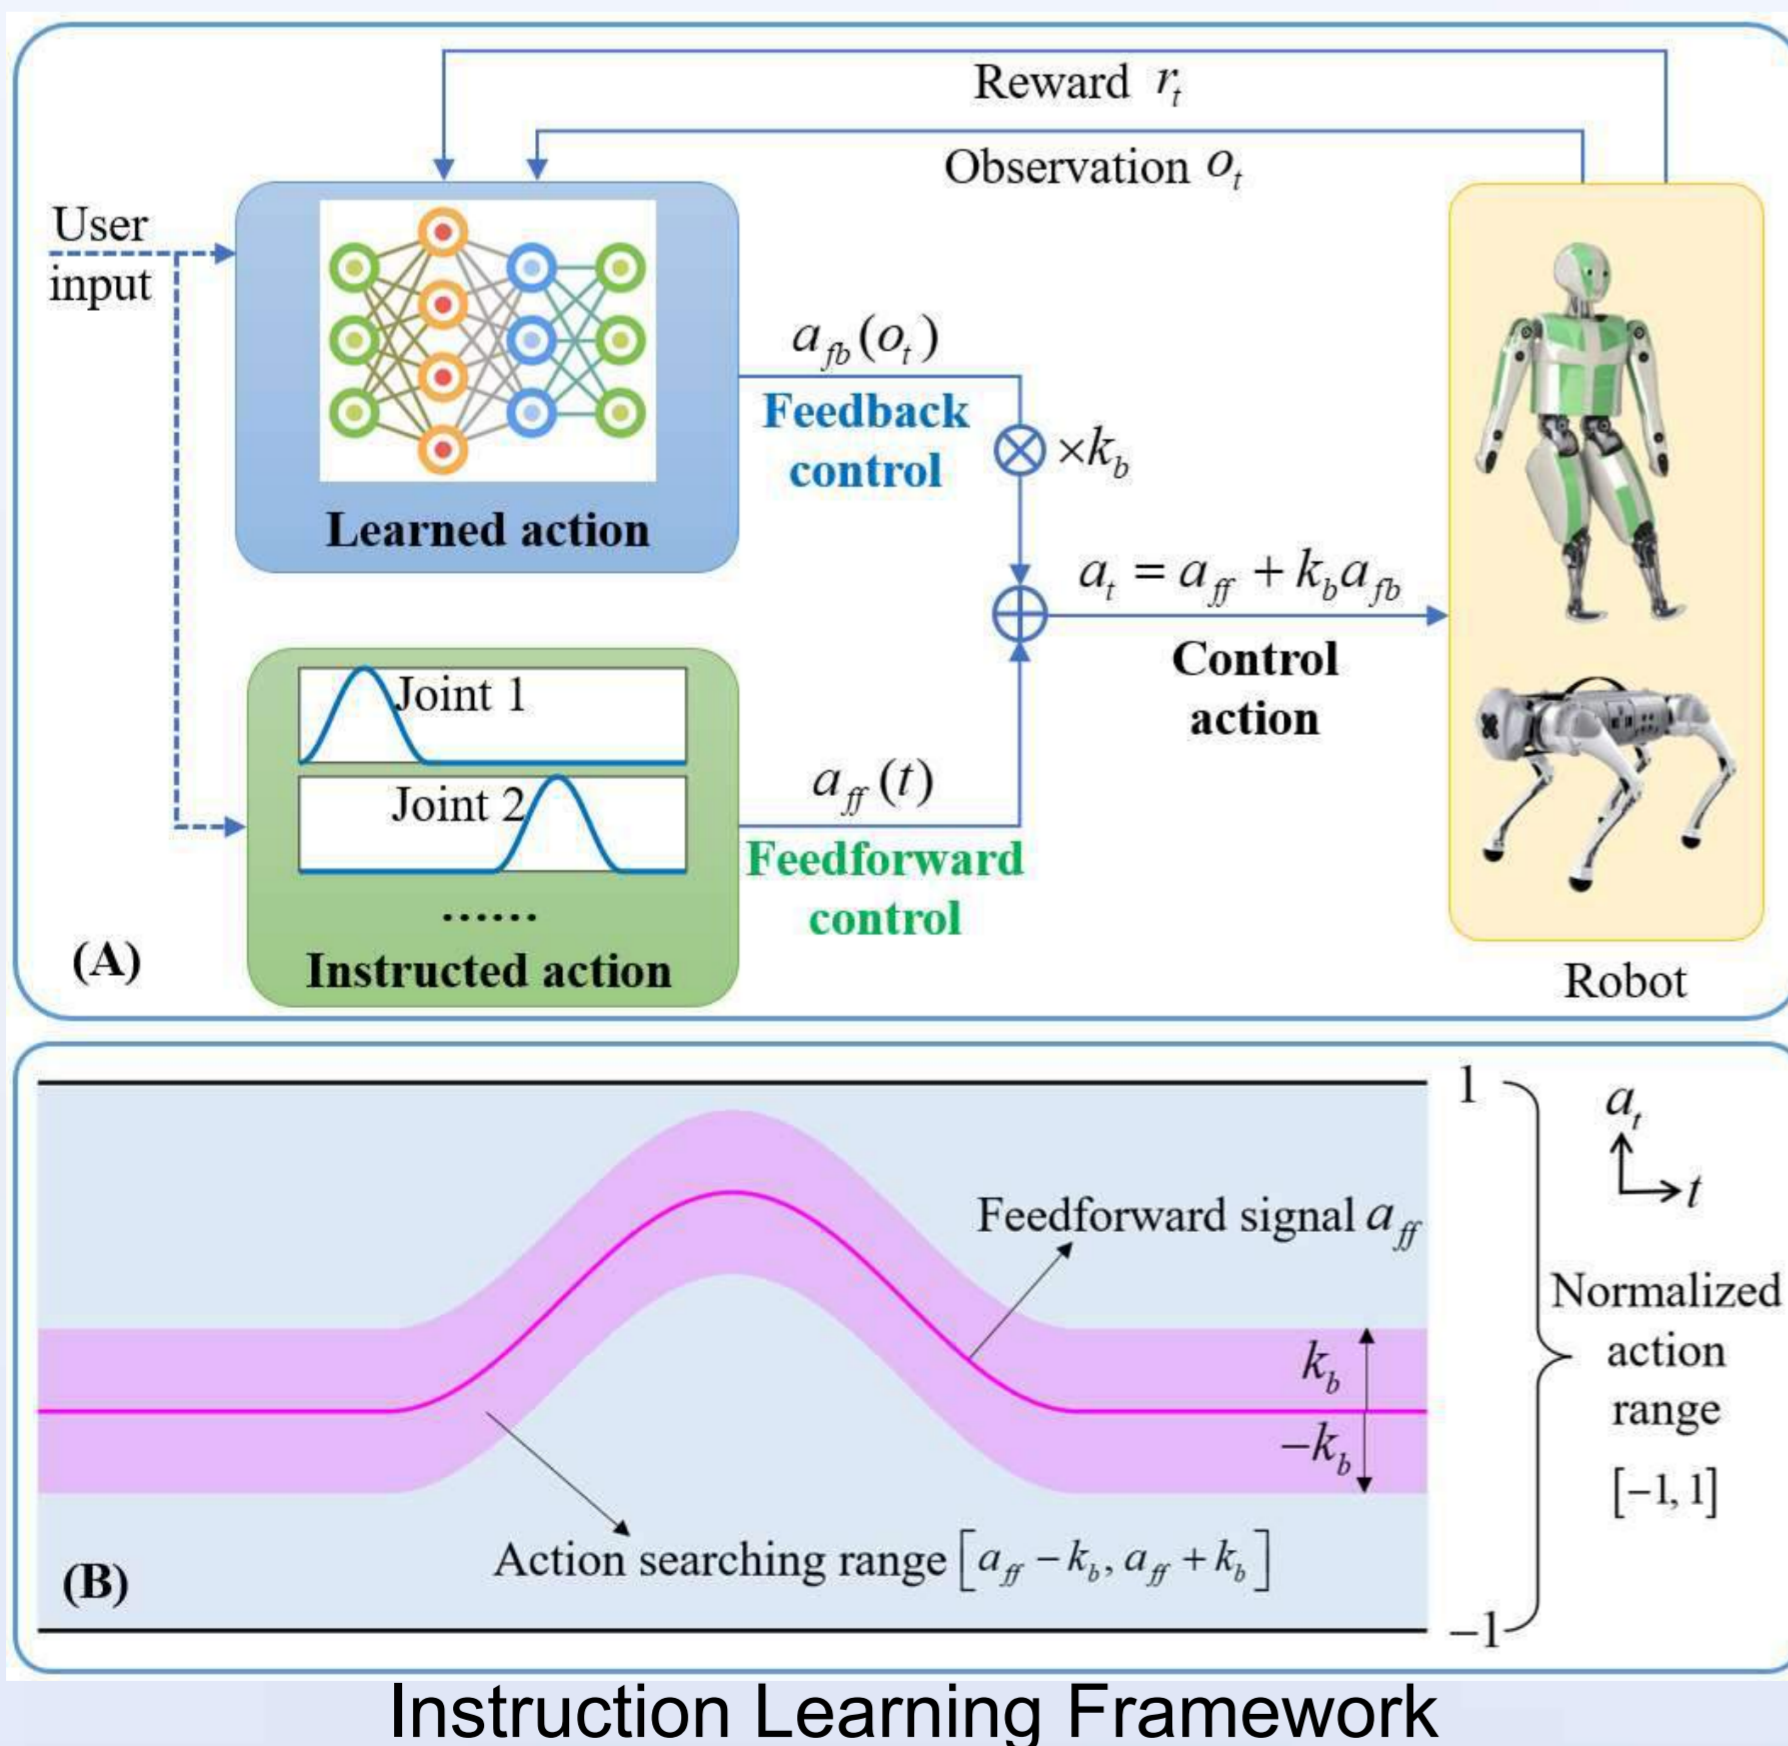 Reward r_t
Observation o_t
User
input
a_fb(o_t)
Feedback
control
×k_b
Learned action
a_t = a_ff + k_b a_fb
Control
action
Joint 1
Joint 2
......
Instructed action
a_ff(t)
Feedforward
control
(A)
Robot
1
a_t
t
Feedforward signal a_ff
Normalized
action
range
[−1, 1]
k_b
−k_b
Action searching range [a_ff − k_b, a_ff + k_b]
(B)
−1
Instruction Learning Framework